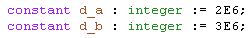 constant d_a : integer := 2E6;
constant d_b : integer := 3E6;